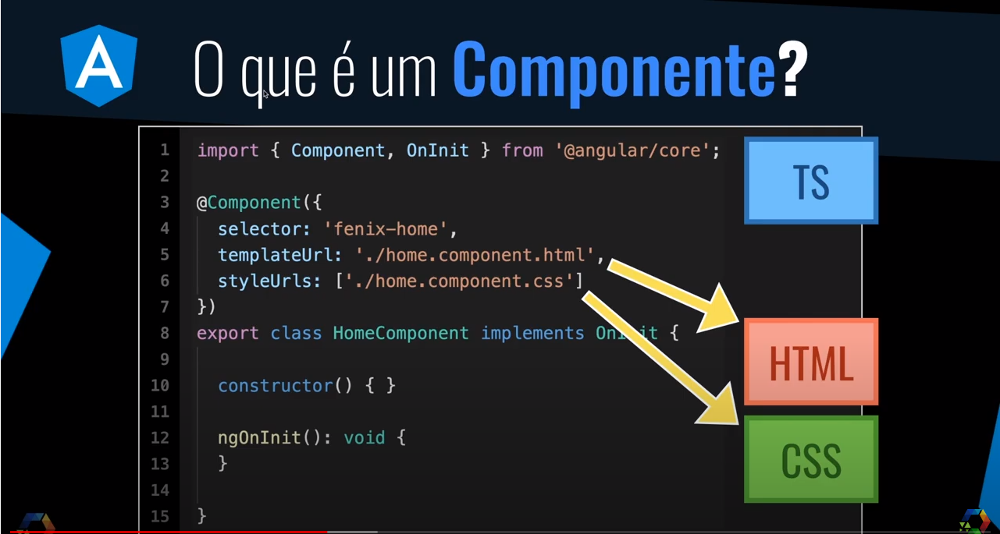 A
O que é um Componente?
1 import { Component, OnInit } from '@angular/core';
2
3 @Component({
4 selector: 'fenix-home',
5 templateUrl: './home.component.html',
6 styleUrls: ['./home.component.css']
7 })
8 export class HomeComponent implements OnInit {
9
10 constructor() { }
11
12 ngOnInit(): void {
13 }
14
15 }
TS
HTML
CSS